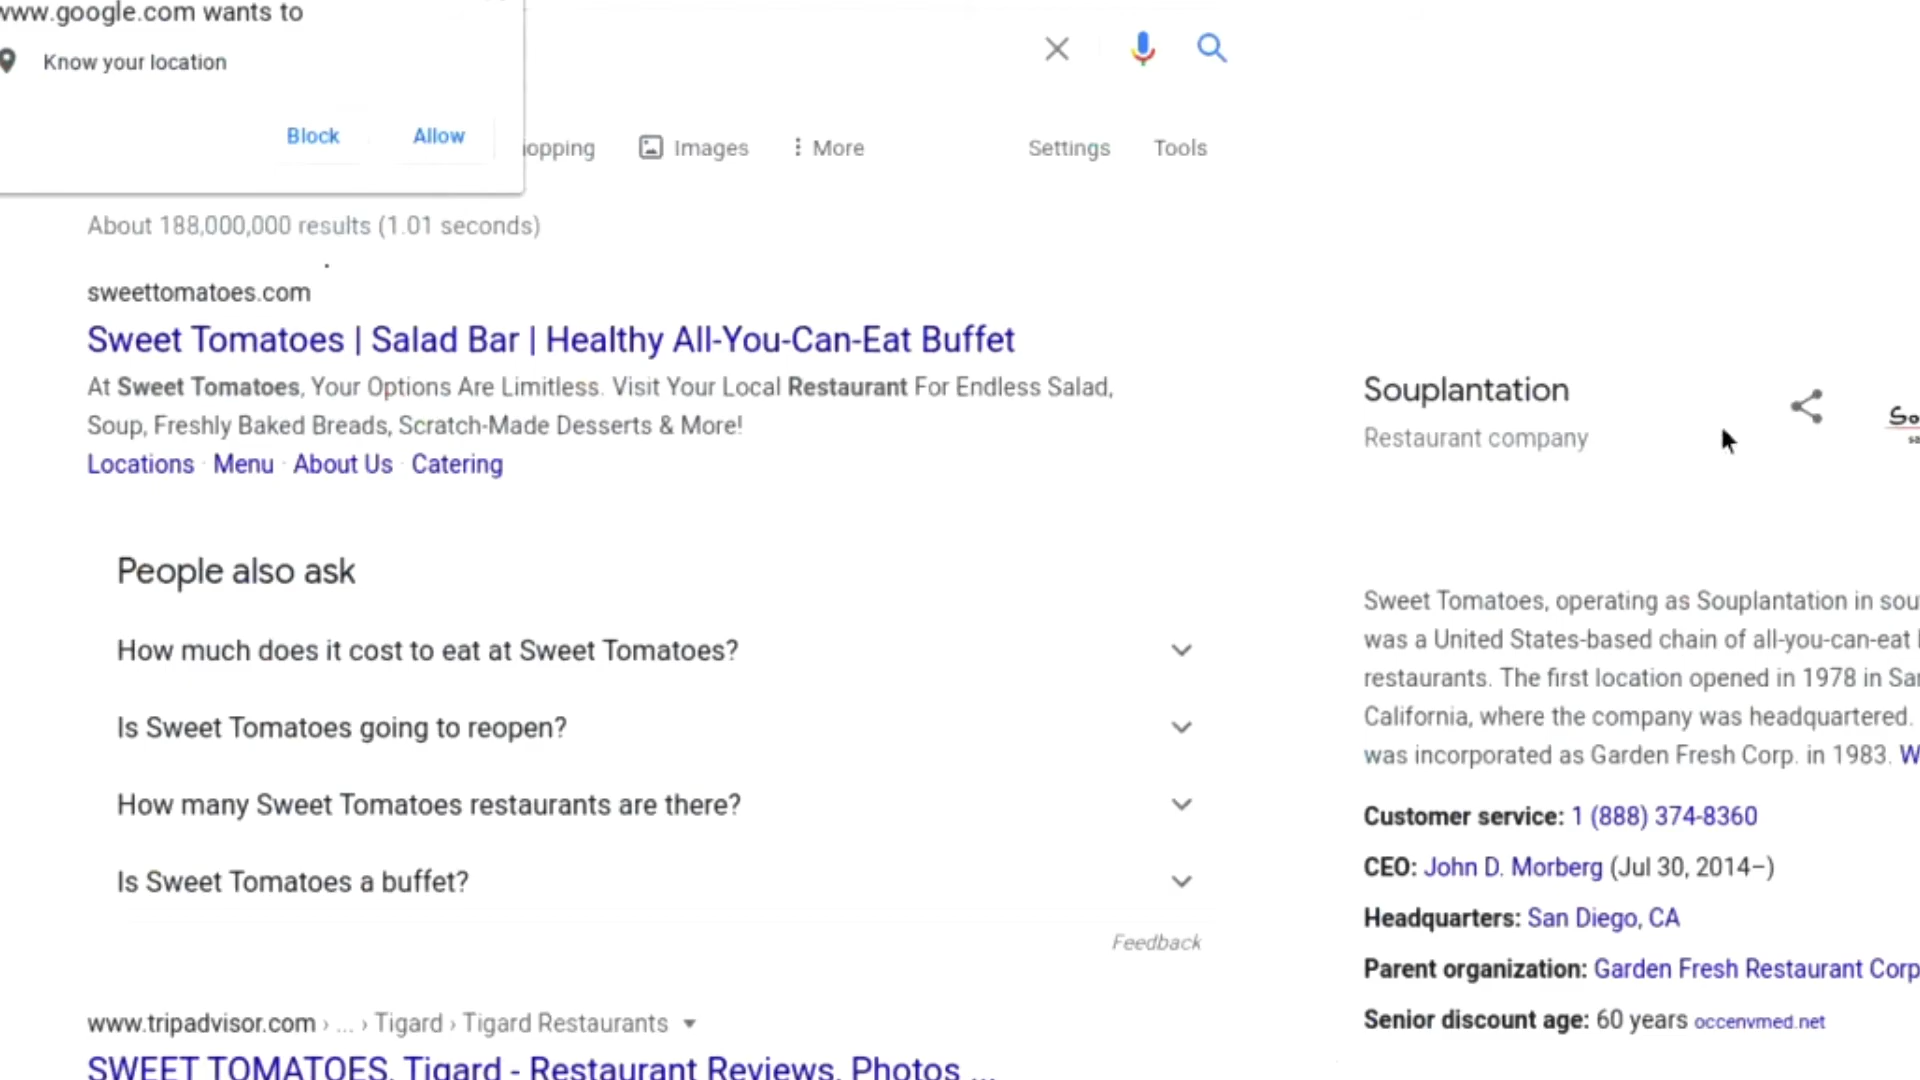 www.google.com wants to
Know your location
Block Allow
opping Images More Settings Tools
About 188,000,000 results (1.01 seconds)
sweettomatoes.com
Sweet Tomatoes | Salad Bar | Healthy All-You-Can-Eat Buffet
At Sweet Tomatoes, Your Options Are Limitless. Visit Your Local Restaurant For Endless Salad,
Soup, Freshly Baked Breads, Scratch-Made Desserts & More!
Locations · Menu · About Us · Catering
People also ask
How much does it cost to eat at Sweet Tomatoes?
Is Sweet Tomatoes going to reopen?
How many Sweet Tomatoes restaurants are there?
Is Sweet Tomatoes a buffet?
Feedback
www.tripadvisor.com › ... › Tigard › Tigard Restaurants
SWEET TOMATOES, Tigard - Restaurant Reviews, Photos ...
Souplantation
Restaurant company
So
Sweet Tomatoes, operating as Souplantation in sou
was a United States-based chain of all-you-can-eat
restaurants. The first location opened in 1978 in Sa
California, where the company was headquartered.
was incorporated as Garden Fresh Corp. in 1983. W
Customer service: 1 (888) 374-8360
CEO: John D. Morberg (Jul 30, 2014–)
Headquarters: San Diego, CA
Parent organization: Garden Fresh Restaurant Corp
Senior discount age: 60 years occenvmed.net